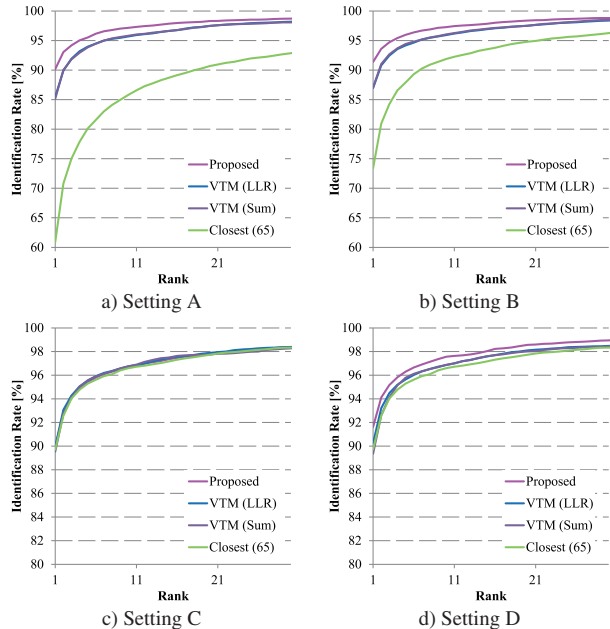 Identification Rate [%]
100
95
90
85
80
75
70
65
60
Proposed
VTM (LLR)
VTM (Sum)
Closest (65)
1
11
21
Rank
a) Setting A
Identification Rate [%]
100
95
90
85
80
75
70
65
60
Proposed
VTM (LLR)
VTM (Sum)
Closest (65)
1
11
21
Rank
b) Setting B
Identification Rate [%]
100
98
96
94
92
90
88
86
84
82
80
Proposed
VTM (LLR)
VTM (Sum)
Closest (65)
1
11
21
Rank
c) Setting C
Identification Rate [%]
100
98
96
94
92
90
88
86
84
82
80
Proposed
VTM (LLR)
VTM (Sum)
Closest (65)
1
11
21
Rank
d) Setting D